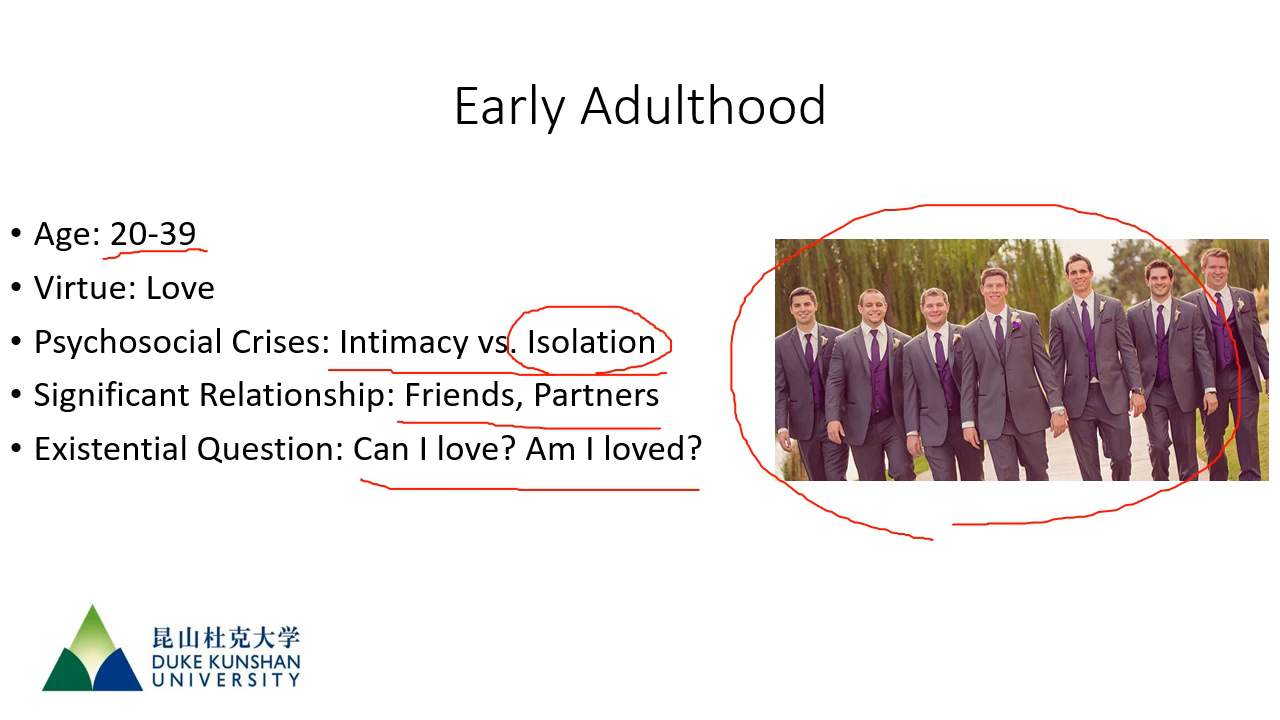 Early Adulthood
• Age: 20-39
• Virtue: Love
• Psychosocial Crises: Intimacy vs. Isolation
• Significant Relationship: Friends, Partners
• Existential Question: Can I love? Am I loved?
昆山杜克大学
DUKE KUNSHAN
UNIVERSITY